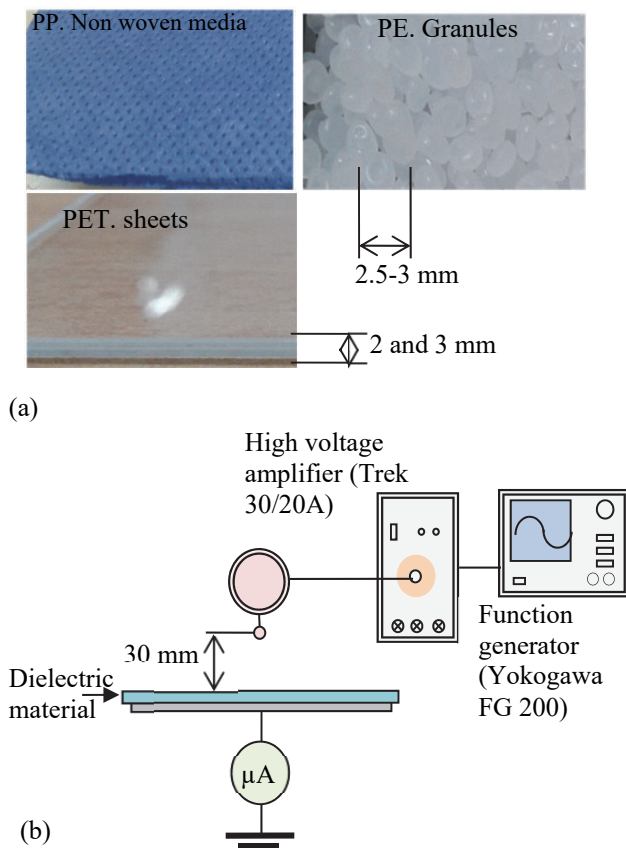 PP. Non woven media
PE. Granules
PET. sheets
2.5-3 mm
2 and 3 mm
(a)
High voltage
amplifier (Trek
30/20A)
30 mm
Function
generator
(Yokogawa
FG 200)
Dielectric
material
µA
(b)